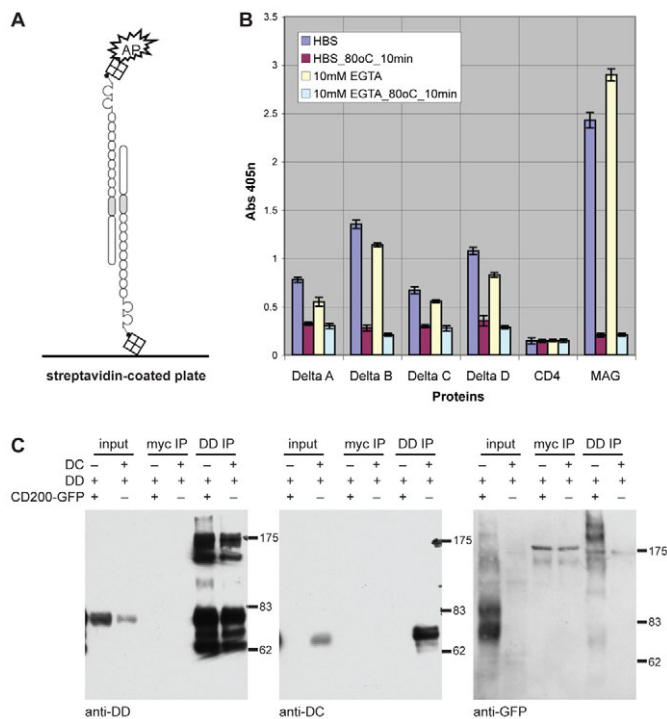 A
AP
streptavidin-coated plate
B
HBS
HBS_80oC_10min
10mM EGTA
10mM EGTA_80oC_10min
Abs 405n
3.5
3
2.5
2
1.5
1
0.5
0
Delta A Delta B Delta C Delta D CD4 MAG
Proteins
C
input myc IP DD IP input myc IP DD IP input myc IP DD IP
DC – + – + – + – + – + – + – + – + – +
DD + + + + + + + + + + + + + + + + + +
CD200-GFP + – + – + – + – + – + – + – + – + –
175 175 175
83 83 83
62 62 62
anti-DD anti-DC anti-GFP